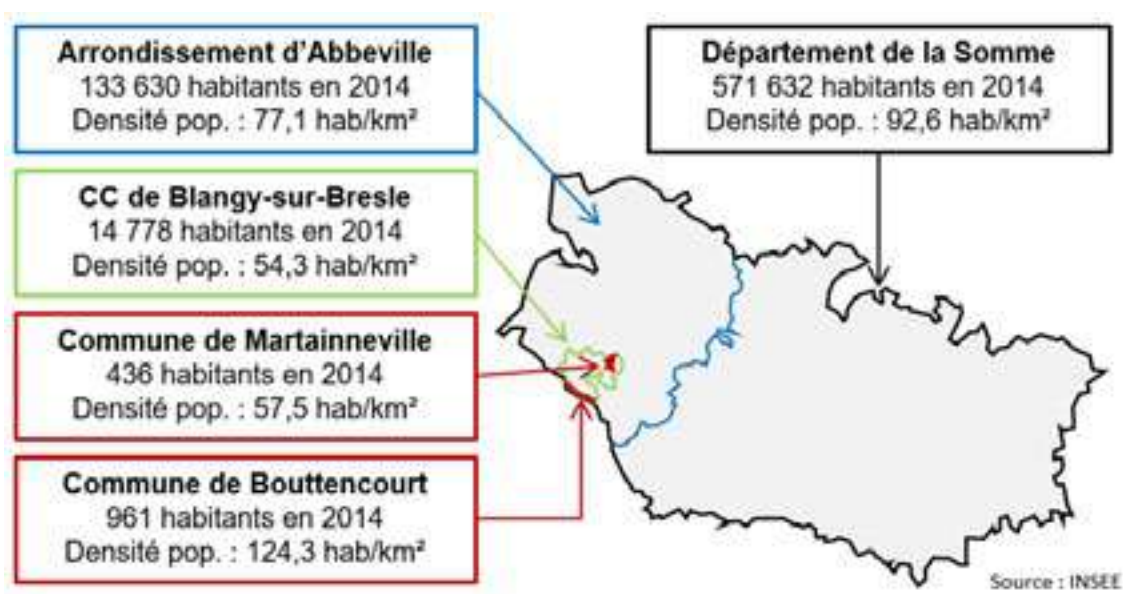 Arrondissement d'Abbeville
133 630 habitants en 2014
Densité pop. : 77,1 hab/km²
Département de la Somme
571 632 habitants en 2014
Densité pop. : 92,6 hab/km²
CC de Blangy-sur-Bresle
14 778 habitants en 2014
Densité pop. : 54,3 hab/km²
Commune de Martainneville
436 habitants en 2014
Densité pop. : 57,5 hab/km²
Commune de Bouttencourt
961 habitants en 2014
Densité pop. : 124,3 hab/km²
Source : INSEE